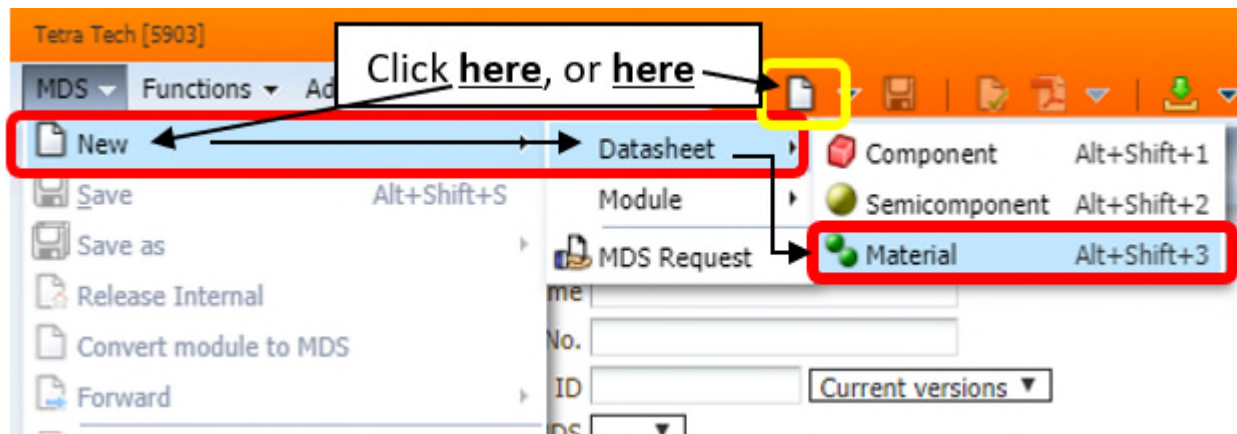 Tetra Tech [5903]
Click here, or here
MDS Functions Ad
New
Datasheet
Component Alt+Shift+1
Save Alt+Shift+S
Module
Semicomponent Alt+Shift+2
Save as
MDS Request
Material Alt+Shift+3
Release Internal
me
Convert module to MDS
No.
Forward
ID
Current versions